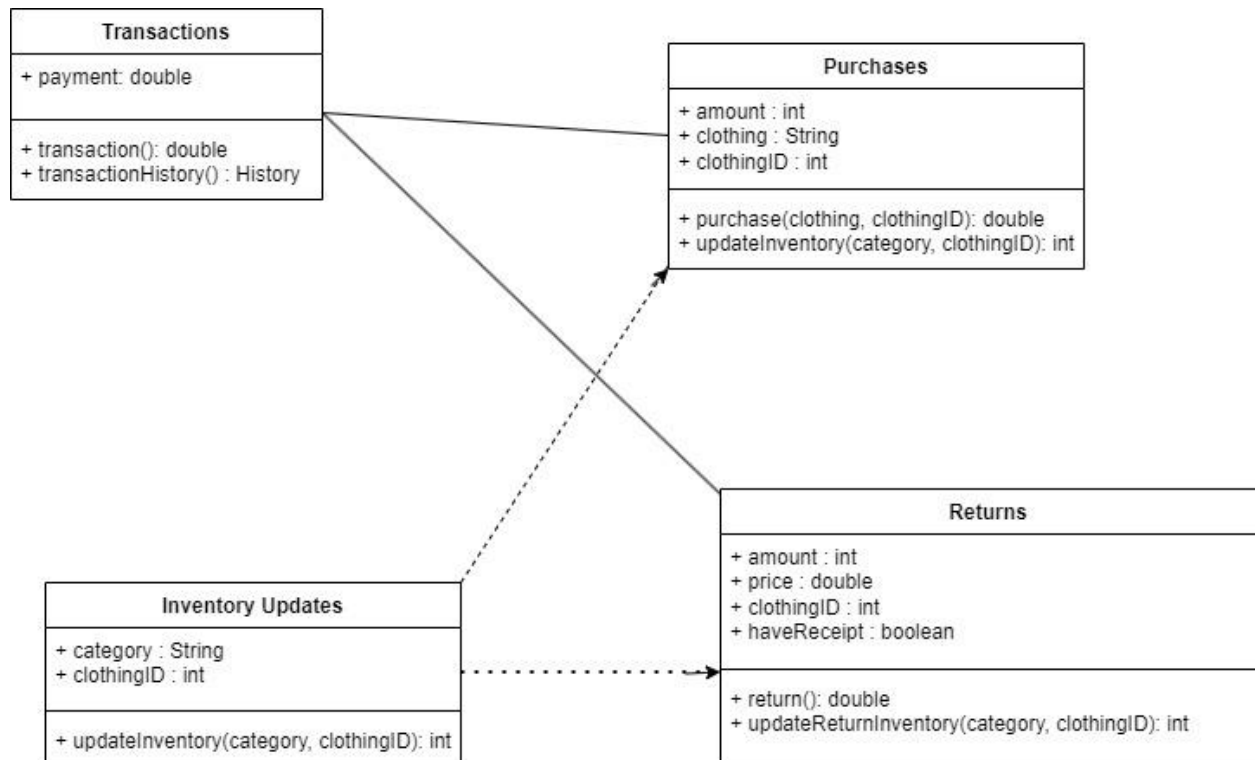 Transactions
+ payment: double
+ transaction(): double
+ transactionHistory() : History
Purchases
+ amount : int
+ clothing : String
+ clothingID : int
+ purchase(clothing, clothingID): double
+ updateInventory(category, clothingID): int
Inventory Updates
+ category : String
+ clothingID : int
+ updateInventory(category, clothingID): int
Returns
+ amount : int
+ price : double
+ clothingID : int
+ haveReceipt : boolean
+ return(): double
+ updateReturnInventory(category, clothingID): int